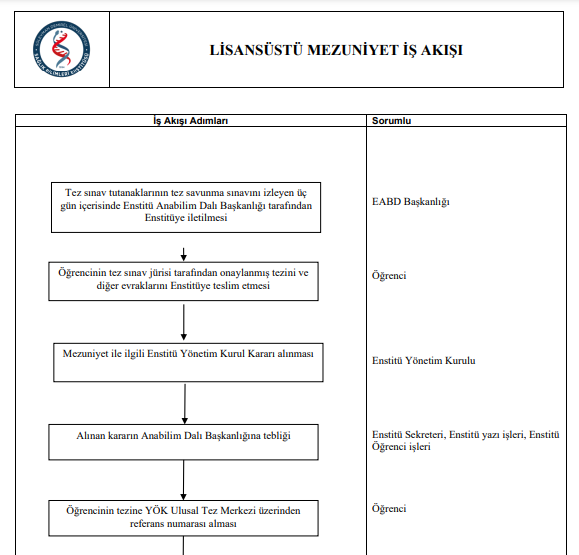 LİSANSÜSTÜ MEZUNİYET İŞ AKIŞI
İş Akışı Adımları
Sorumlu
Tez sınav tutanaklarının tez savunma sınavını izleyen üç
gün içerisinde Enstitü Anabilim Dalı Başkanlığı tarafından
Enstitüye iletilmesi
EABD Başkanlığı
Öğrencinin tez sınav jürisi tarafından onaylanmış tezini ve
diğer evraklarını Enstitüye teslim etmesi
Öğrenci
Mezuniyet ile ilgili Enstitü Yönetim Kurul Kararı alınması
Enstitü Yönetim Kurulu
Alınan kararın Anabilim Dalı Başkanlığına tebliği
Enstitü Sekreteri, Enstitü yazı işleri, Enstitü
Öğrenci işleri
Öğrencinin tezine YÖK Ulusal Tez Merkezi üzerinden
referans numarası alması
Öğrenci